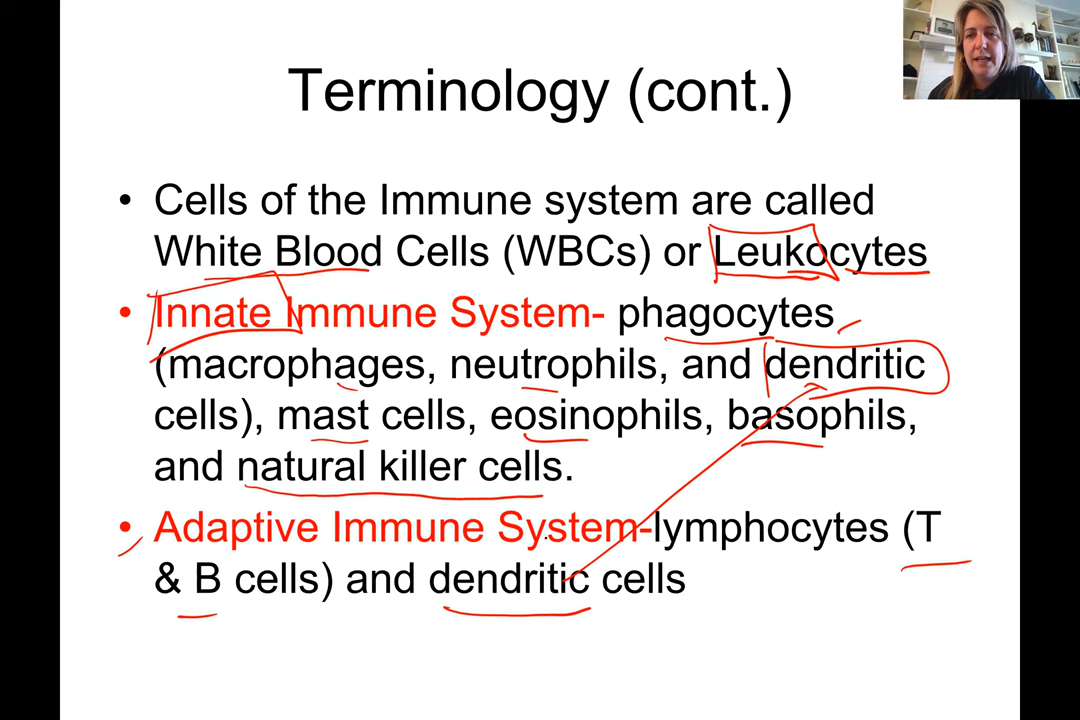 Terminology (cont.)
• Cells of the Immune system are called
White Blood Cells (WBCs) or Leukocytes
• Innate Immune System- phagocytes
(macrophages, neutrophils, and dendritic
cells), mast cells, eosinophils, basophils,
and natural killer cells.
• Adaptive Immune System-lymphocytes (T
& B cells) and dendritic cells